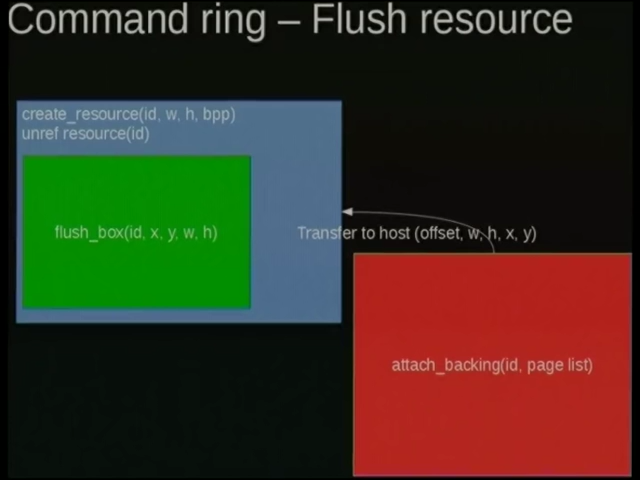 Command ring – Flush resource
create_resource(id, w, h, bpp)
unref resource(id)
flush_box(id, x, y, w, h)
Transfer to host (offset, w, h, x, y)
attach_backing(id, page list)